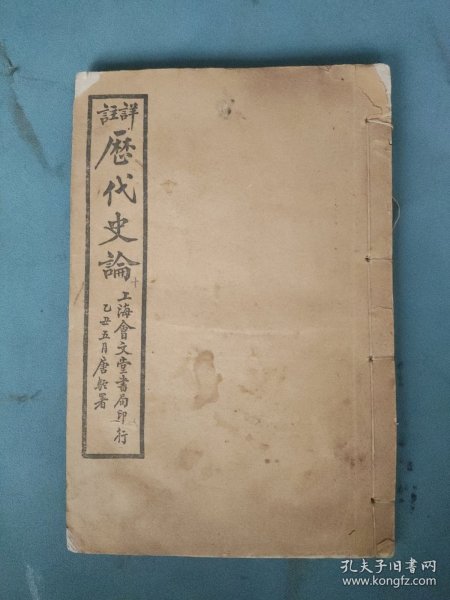 詳註
歷代史論
上海會文堂書局印行
乙丑五月唐駝署
孔夫子旧书网
www.kongfz.com